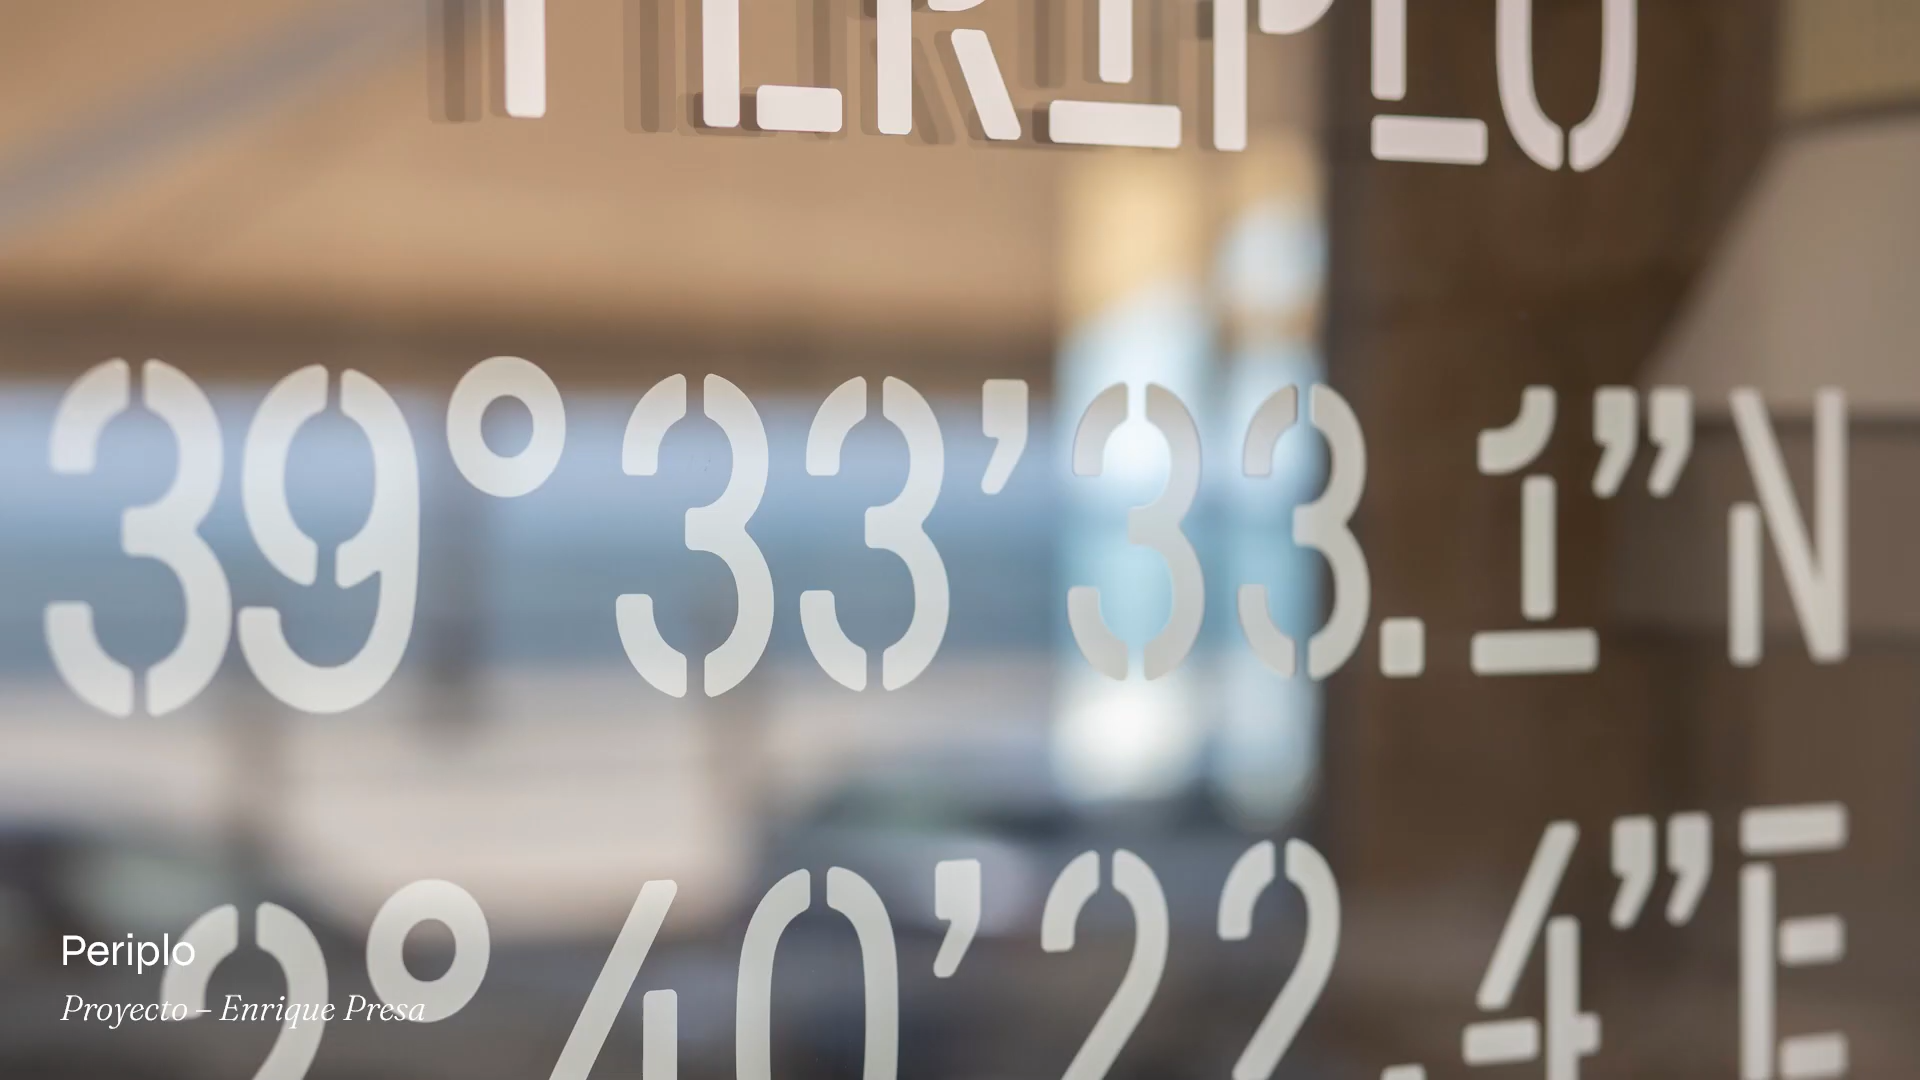 PERIPLO
39°33’33.1”N
2°40’22.4”E
Periplo
Proyecto – Enrique Presa